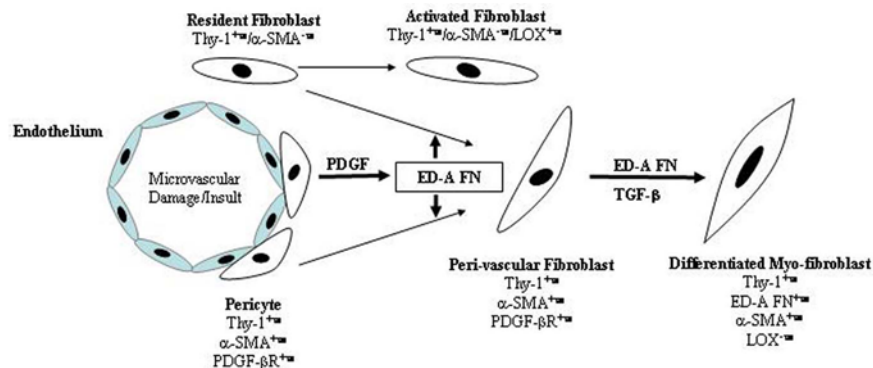 Resident Fibroblast
Thy-1⁺ᵛᵉ/α-SMA⁻ᵛᵉ
Activated Fibroblast
Thy-1⁺ᵛᵉ/α-SMA⁻ᵛᵉ/LOX⁺ᵛᵉ
Endothelium
Microvascular
Damage/Insult
PDGF
ED-A FN
ED-A FN
TGF-β
Pericyte
Thy-1⁺ᵛᵉ
α-SMA⁺ᵛᵉ
PDGF-βR⁺ᵛᵉ
Peri-vascular Fibroblast
Thy-1⁺ᵛᵉ
α-SMA⁺ᵛᵉ
PDGF-βR⁺ᵛᵉ
Differentiated Myo-fibroblast
Thy-1⁺ᵛᵉ
ED-A FN⁺ᵛᵉ
α-SMA⁺ᵛᵉ
LOX⁻ᵛᵉ